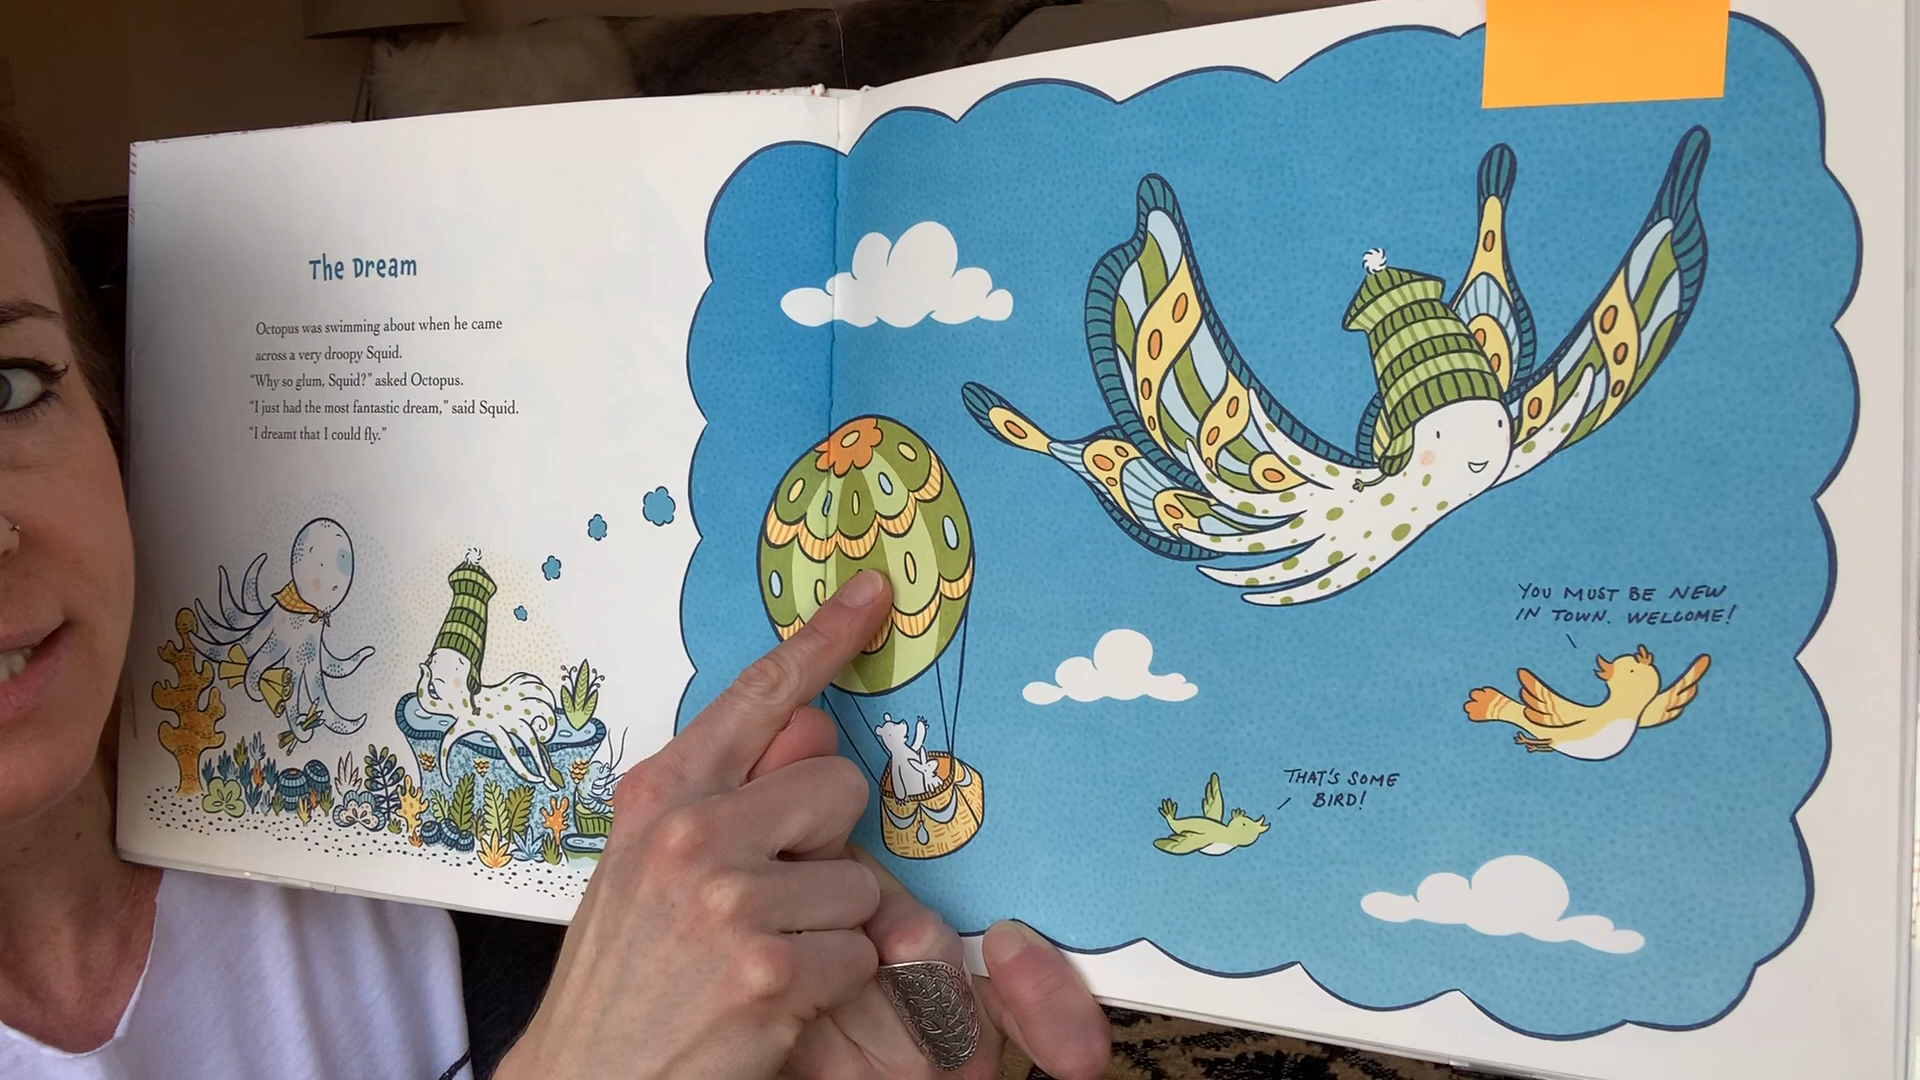 The Dream
Octopus was swimming about when he came
across a very droopy Squid.
"Why so glum, Squid?" asked Octopus.
"I just had the most fantastic dream," said Squid.
"I dreamt that I could fly."
YOU MUST BE NEW
IN TOWN. WELCOME!
THAT'S SOME
BIRD!